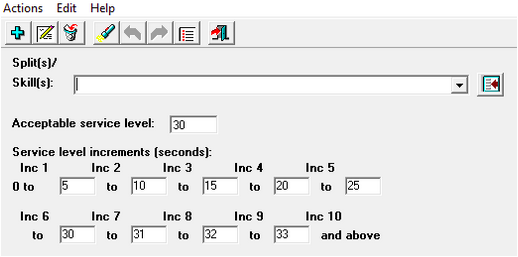 Actions Edit Help
Split(s)/
Skill(s):
Acceptable service level: 30
Service level increments (seconds):
Inc 1 Inc 2 Inc 3 Inc 4 Inc 5
0 to 5 to 10 to 15 to 20 to 25
Inc 6 Inc 7 Inc 8 Inc 9 Inc 10
to 30 to 31 to 32 to 33 and above